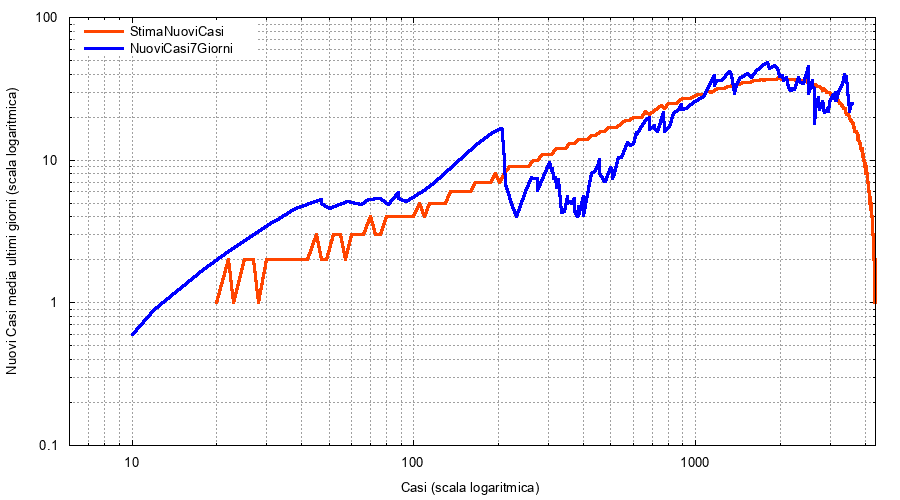 100
StimaNuoviCasi
NuoviCasi7Giorni
10
1
0.1
Nuovi Casi media ultimi giorni (scala logaritmica)
10 100 1000
Casi (scala logaritmica)